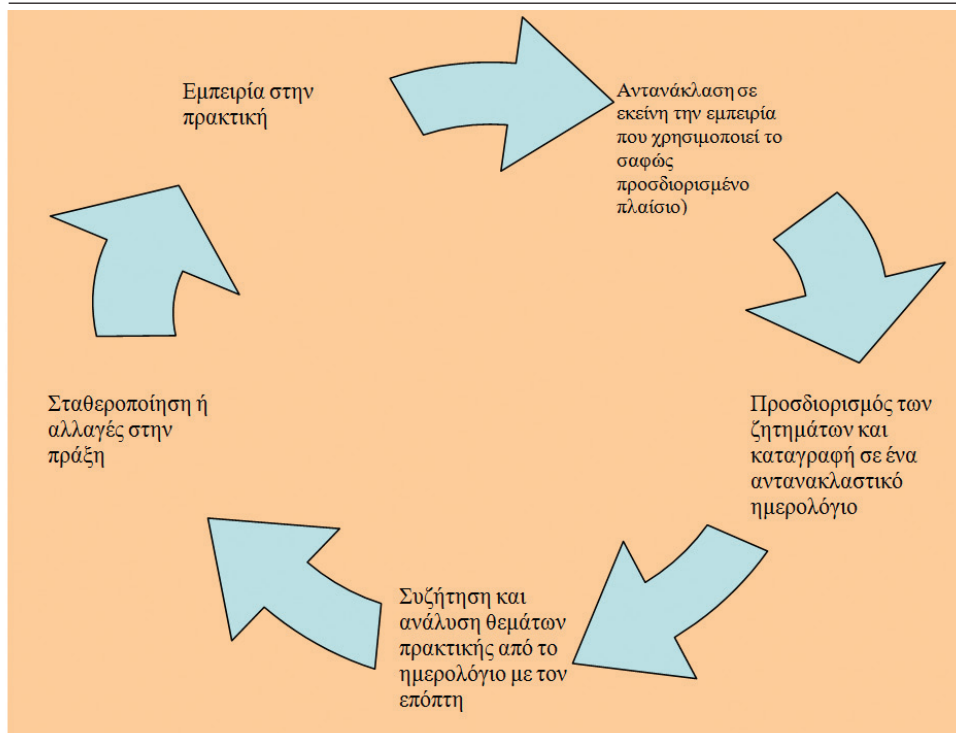 Εμπειρία στην
πρακτική
Αντανάκλαση σε
εκείνη την εμπειρία
που χρησιμοποιεί το
σαφώς
προσδιορισμένο
πλαίσιο)
Προσδιορισμός των
ζητημάτων και
καταγραφή σε ένα
αντανακλαστικό
ημερολόγιο
Συζήτηση και
ανάλυση θεμάτων
πρακτικής από το
ημερολόγιο με τον
επόπτη
Σταθεροποίηση ή
αλλαγές στην
πράξη